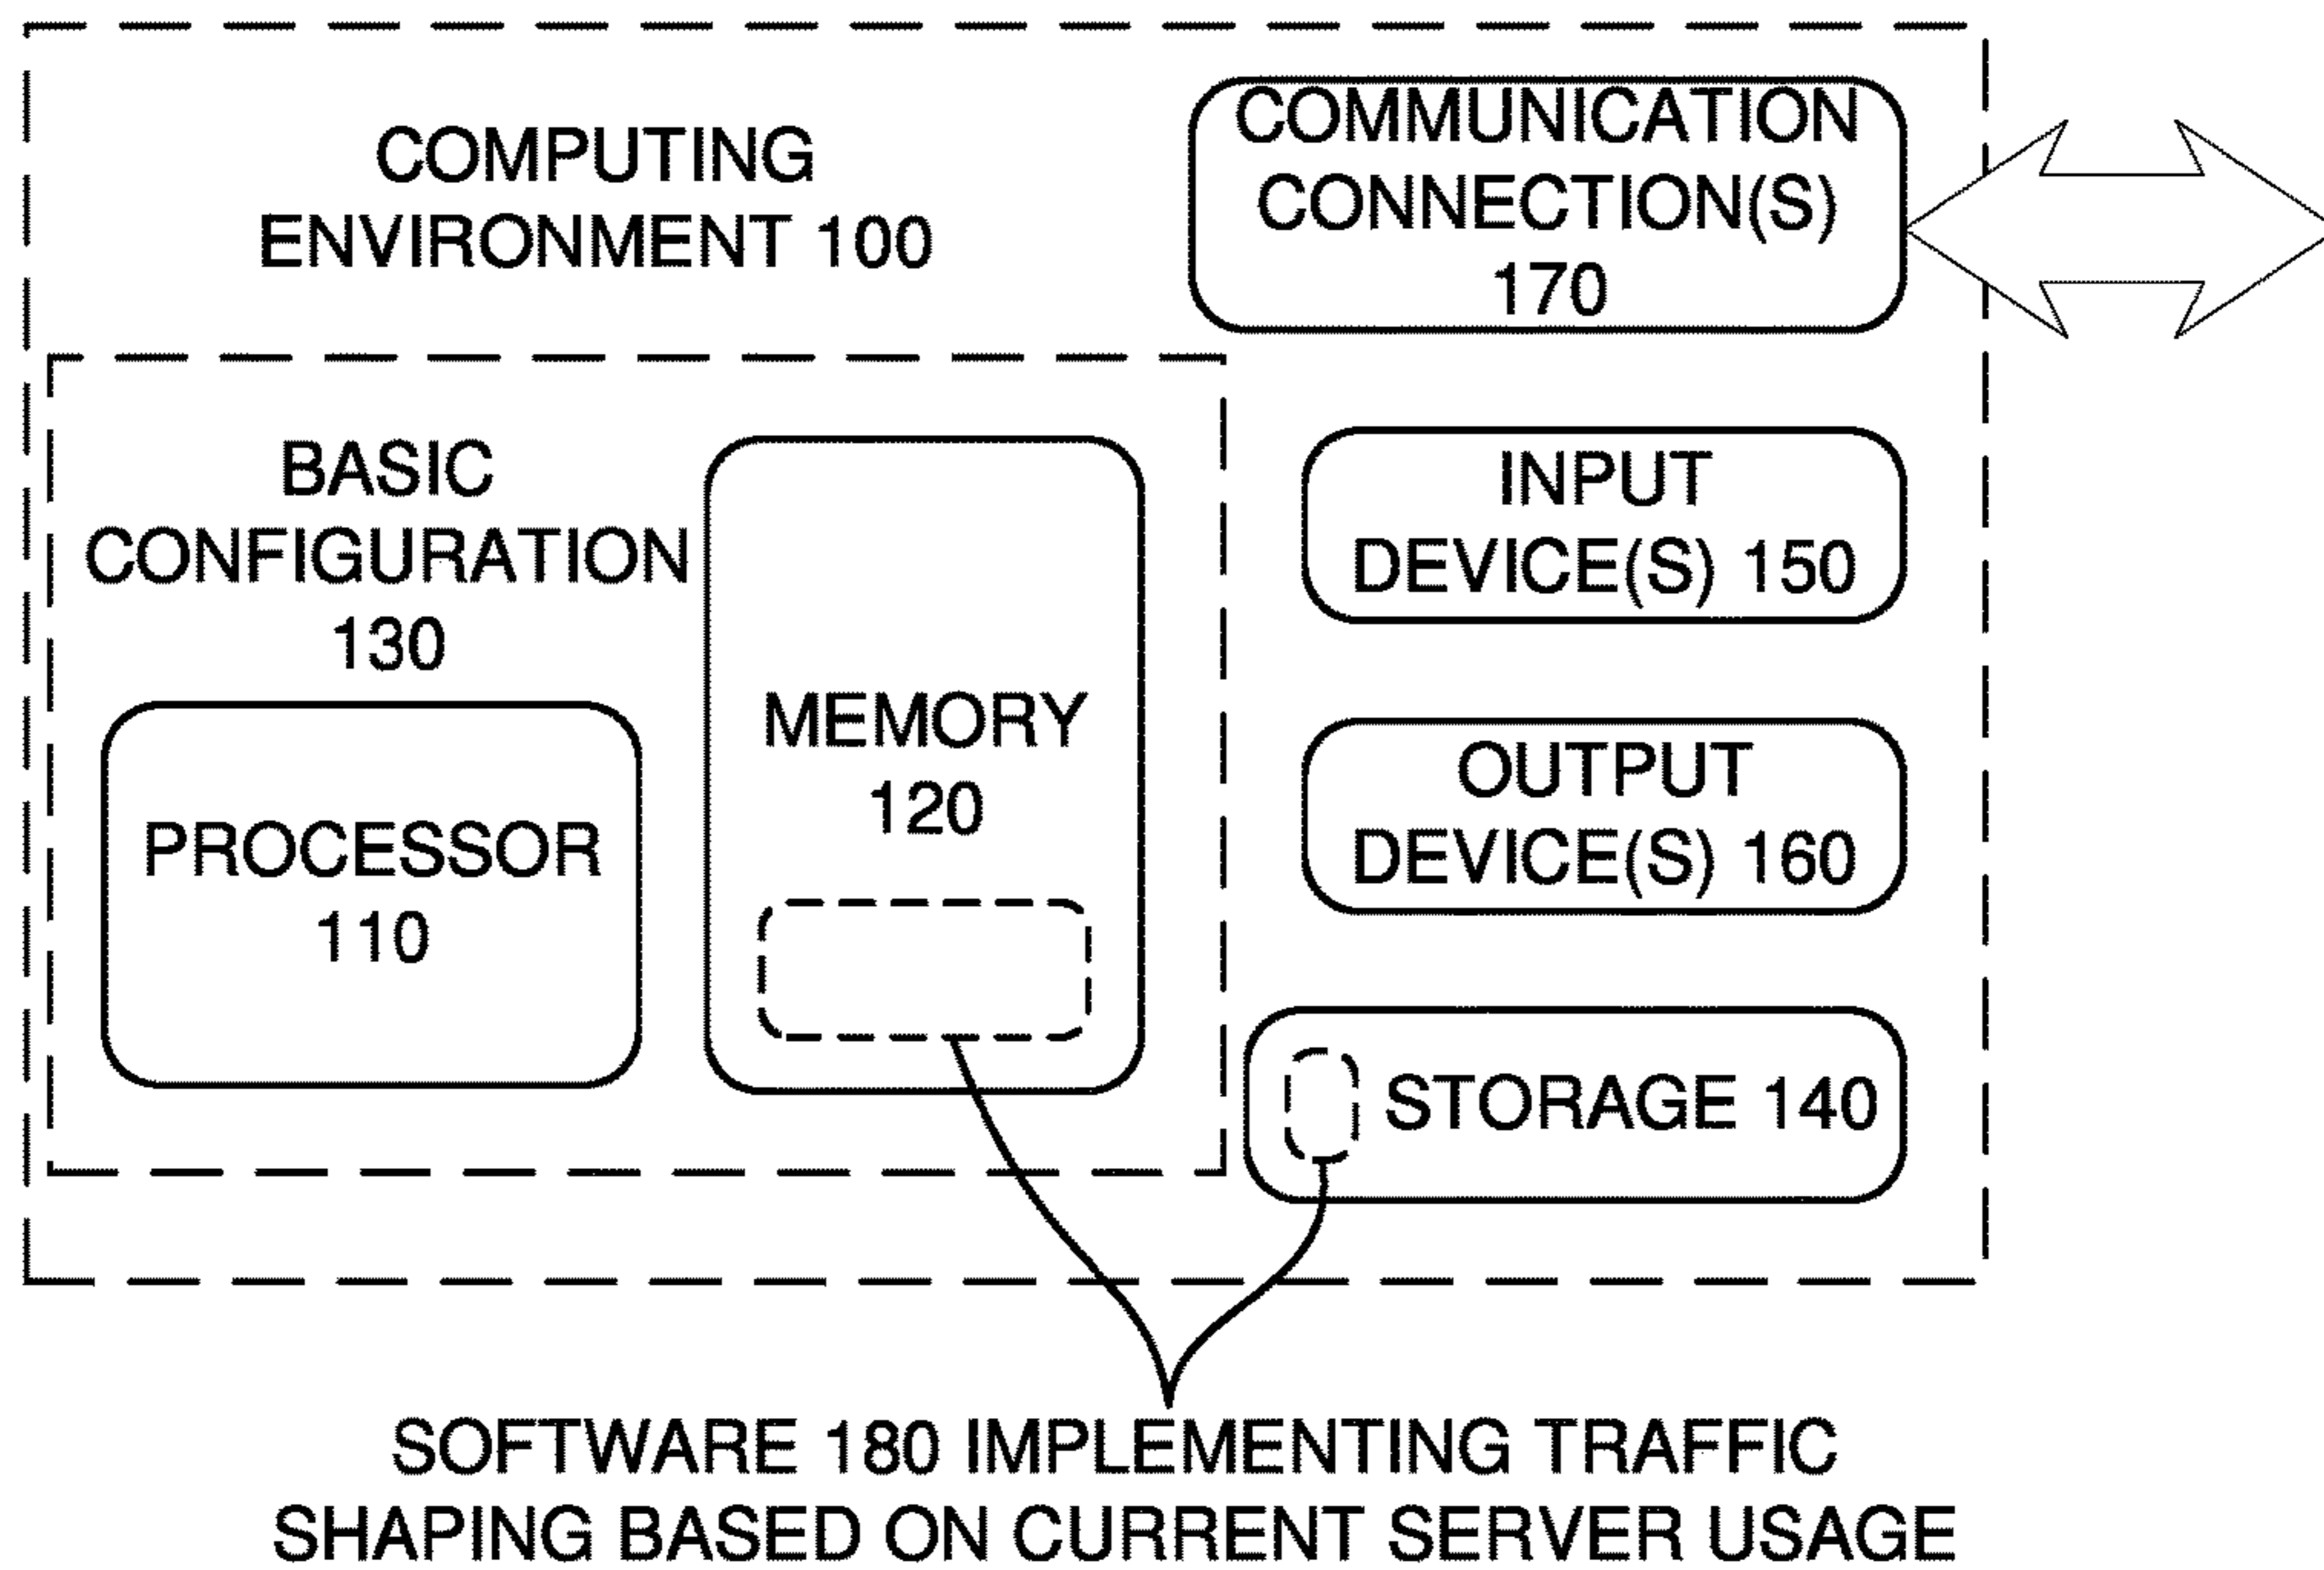 COMPUTING
ENVIRONMENT 100
COMMUNICATION
CONNECTION(S)
170
BASIC
CONFIGURATION
130
PROCESSOR
110
MEMORY
120
INPUT
DEVICE(S) 150
OUTPUT
DEVICE(S) 160
STORAGE 140
SOFTWARE 180 IMPLEMENTING TRAFFIC
SHAPING BASED ON CURRENT SERVER USAGE